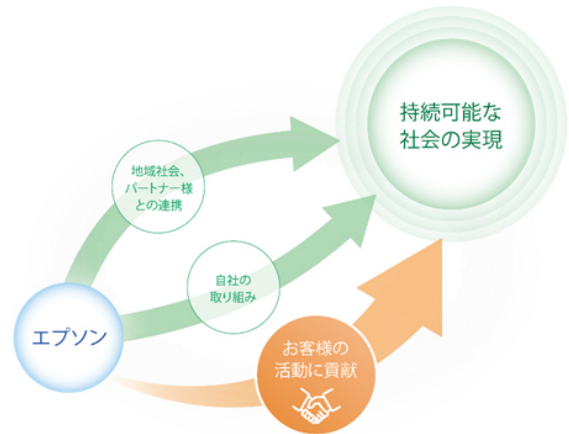 持続可能な
社会の実現
地域社会、
パートナー様
との連携
自社の
取り組み
エプソン
お客様の
活動に貢献